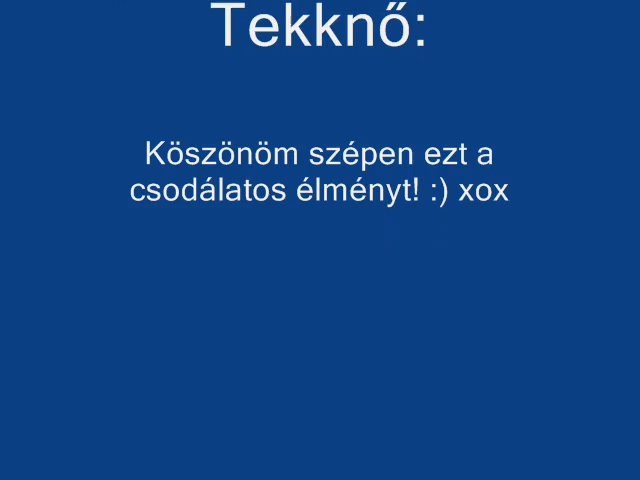 Tekknő:
Köszönöm szépen ezt a
csodálatos élményt! :) xox